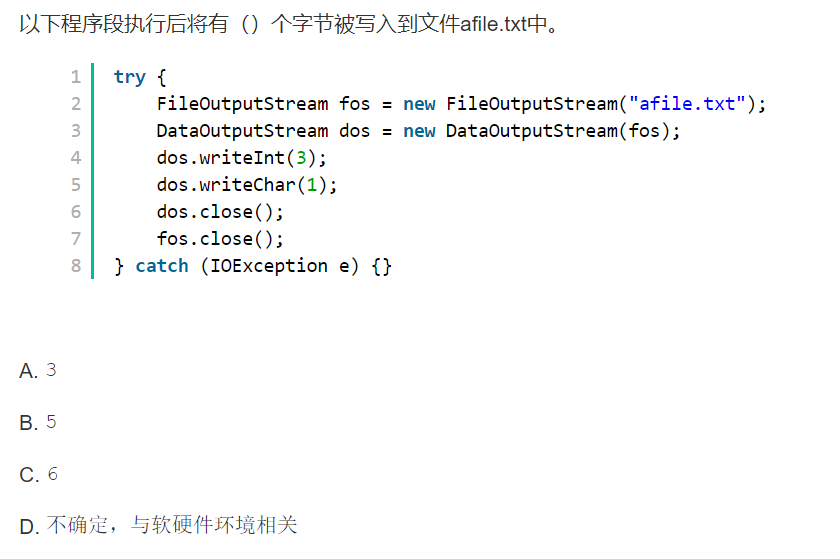 以下程序段执行后将有（）个字节被写入到文件afile.txt中。
1 try {
2     FileOutputStream fos = new FileOutputStream("afile.txt");
3     DataOutputStream dos = new DataOutputStream(fos);
4     dos.writeInt(3);
5     dos.writeChar(1);
6     dos.close();
7     fos.close();
8 } catch (IOException e) {}
A. 3
B. 5
C. 6
D. 不确定，与软硬件环境相关